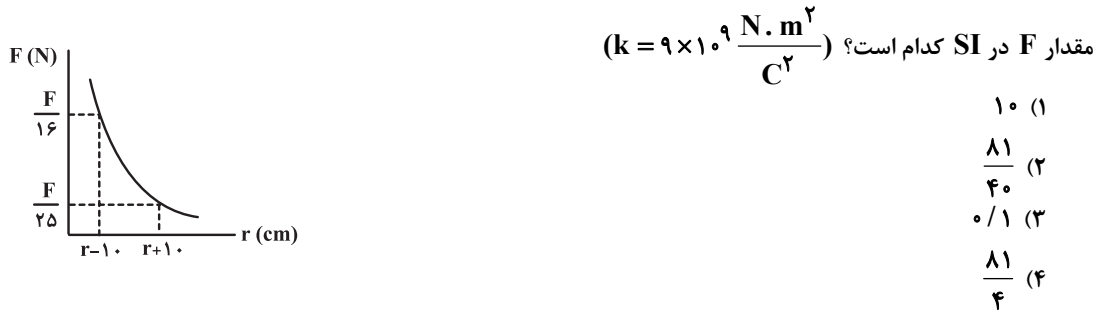 مقدار F در SI کدام است؟ (k = ۹×۱۰^۹ N.m^۲/C^۲)
۱) ۱۰
۲) ۸۱/۴۰
۳) ۰/۱
۴) ۸۱/۴
F (N)
F/۱۶
F/۲۵
r-۱۰ r+۱۰ r (cm)